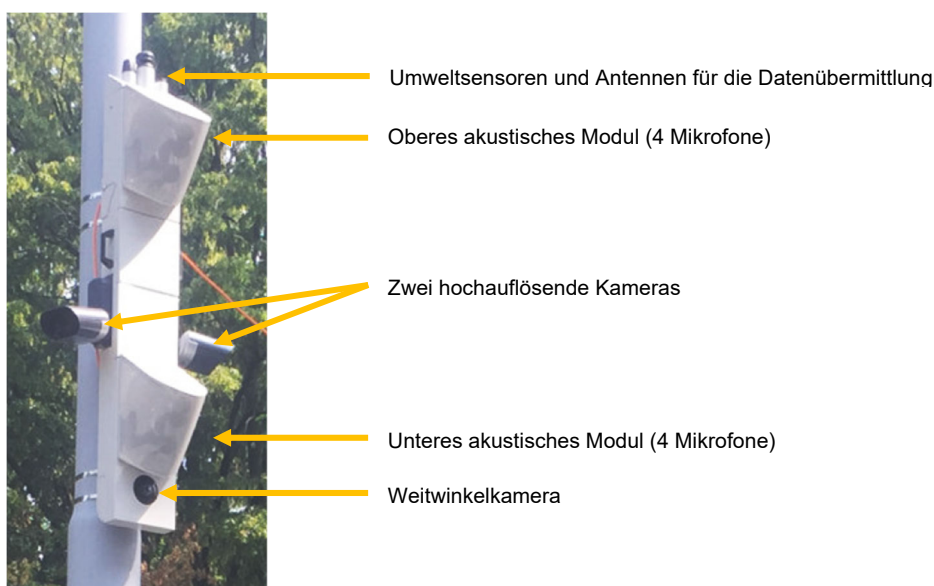 Umweltsensoren und Antennen für die Datenübermittlung
Oberes akustisches Modul (4 Mikrofone)
Zwei hochauflösende Kameras
Unteres akustisches Modul (4 Mikrofone)
Weitwinkelkamera